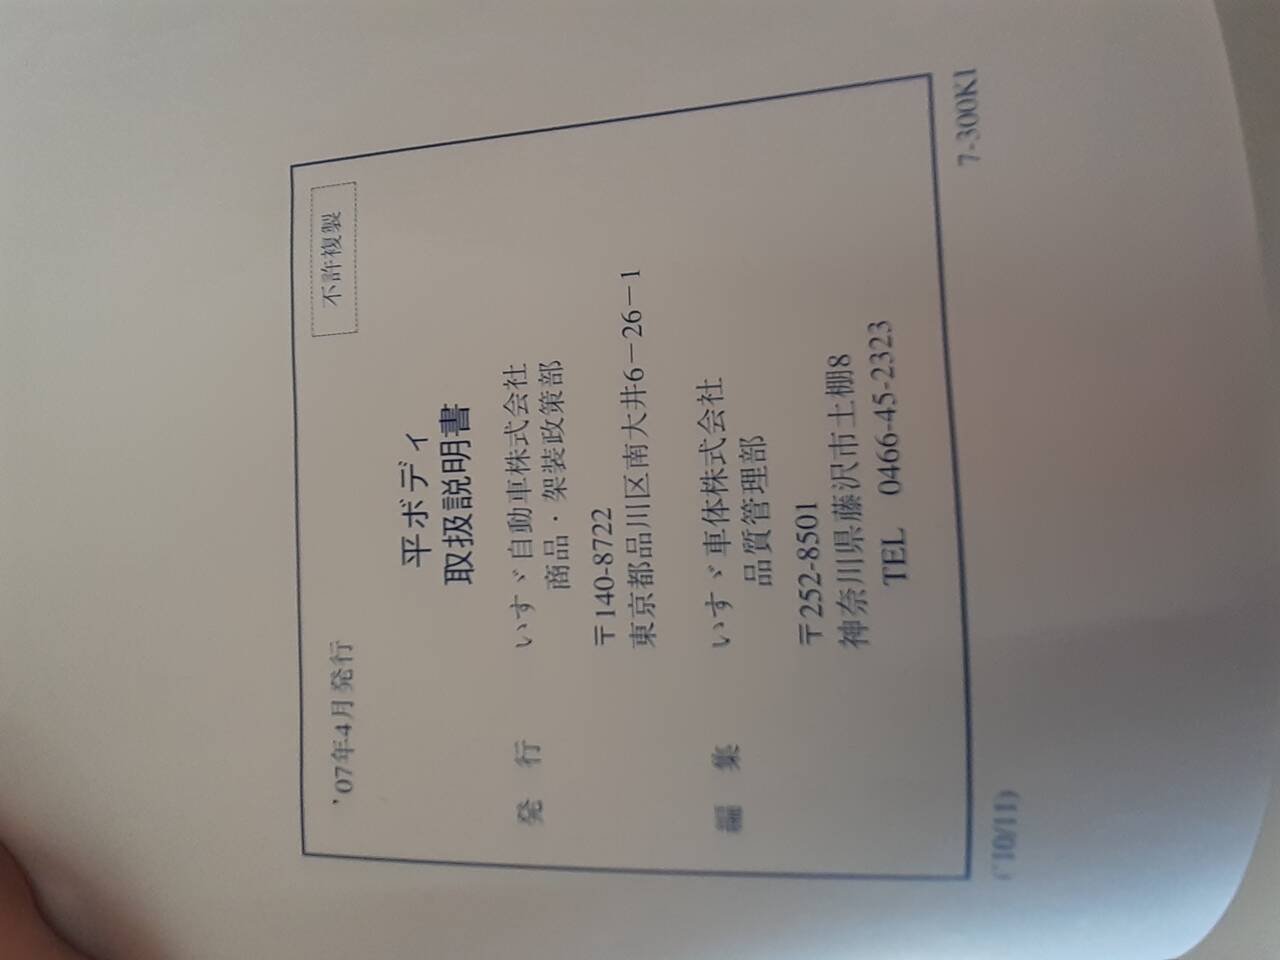 '07年4月発行
不許複製
平ボディ
取扱説明書
発 行 いすゞ自動車株式会社
商品・架装政策部
〒140-8722
東京都品川区南大井6-26-1
編 集 いすゞ車体株式会社
品質管理部
〒252-8501
神奈川県藤沢市土棚8
TEL 0466-45-2323
('10/11)
7-300K1